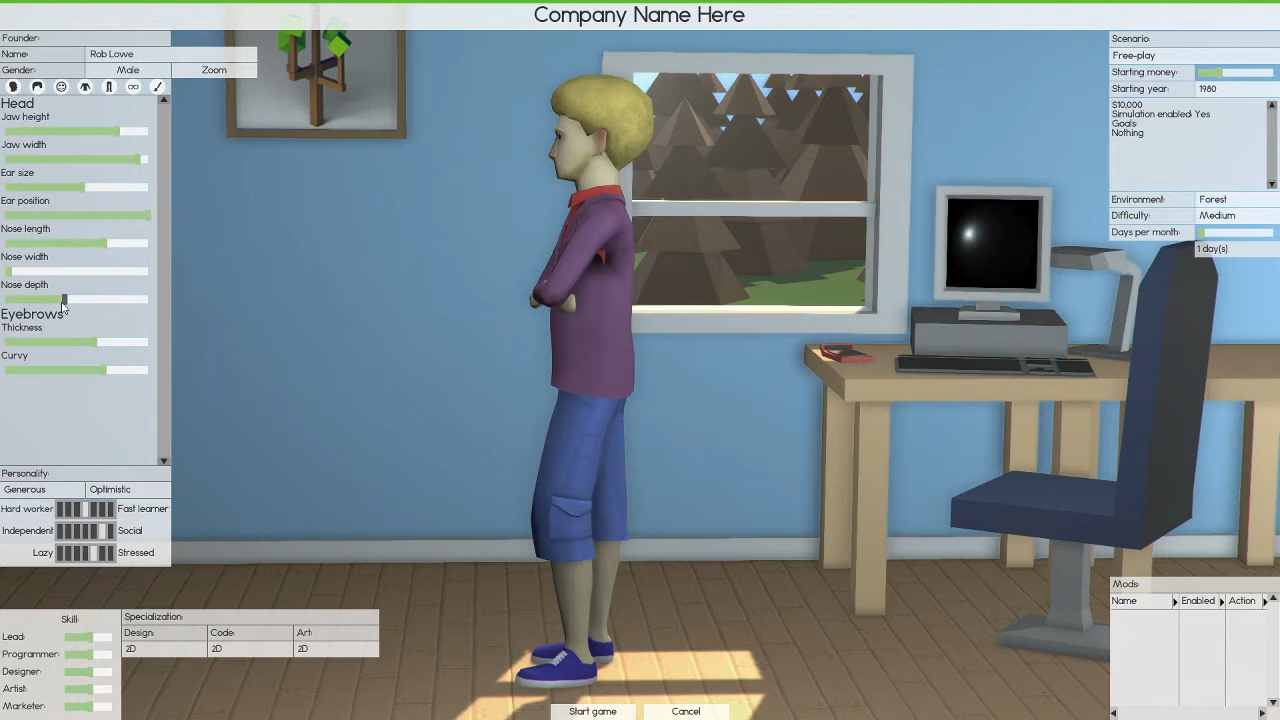 Company Name Here
Founder:
Name: Rob Lowe
Gender: Male Zoom
Head
Jaw height
Jaw width
Ear size
Ear position
Nose length
Nose width
Nose depth
Eyebrows
Thickness
Curvy
Personality:
Generous Optimistic
Hard worker Fast learner
Independent Social
Lazy Stressed
Skill:
Lead:
Programmer:
Designer:
Artist:
Marketer:
Specialization:
Design: Code: Art:
2D 2D 2D
Start game Cancel
Scenario:
Free-play
Starting money:
Starting year: 1980
$10,000
Simulation enabled: Yes
Goals:
Nothing
Environment: Forest
Difficulty: Medium
Days per month:
1 day(s)
Mods:
Name Enabled Action